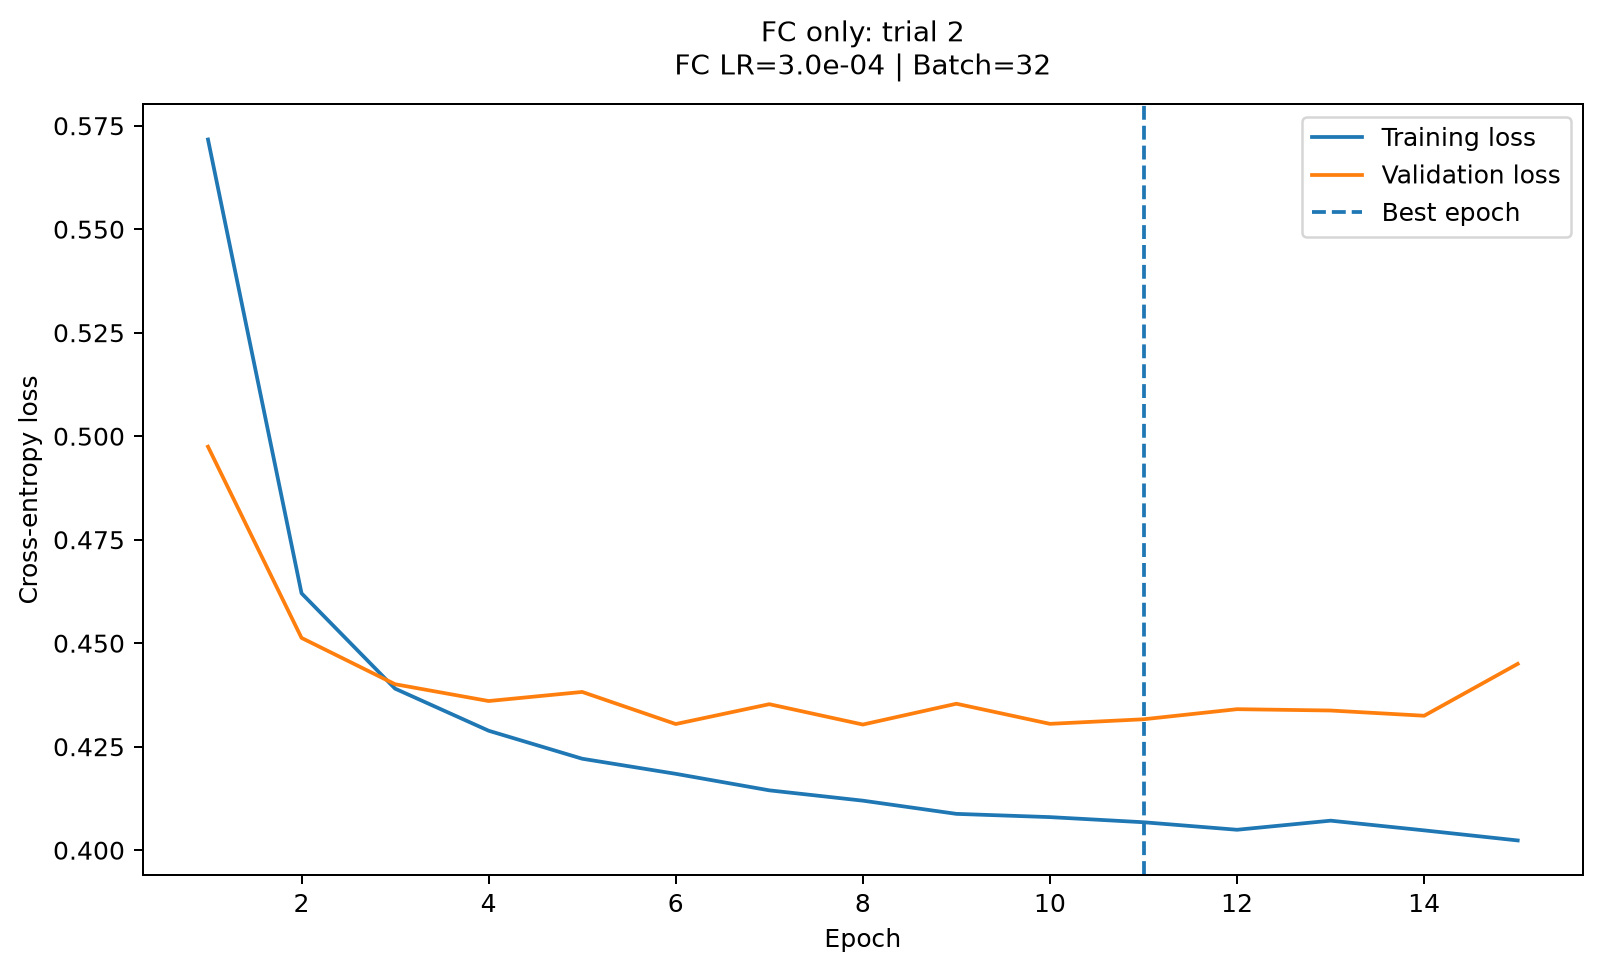 FC only: trial 2
FC LR=3.0e-04 | Batch=32
Training loss
Validation loss
Best epoch
Cross-entropy loss
0.575
0.550
0.525
0.500
0.475
0.450
0.425
0.400
2 4 6 8 10 12 14
Epoch